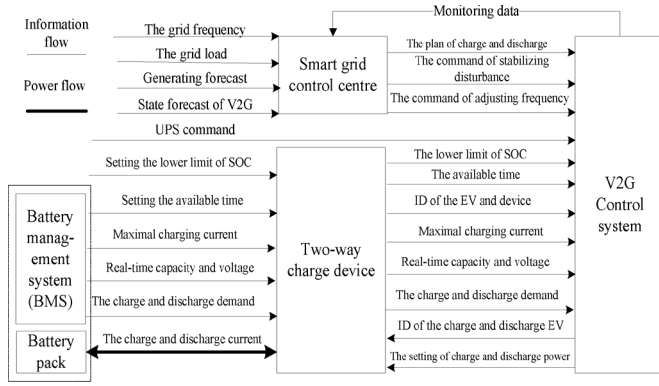 Monitoring data
Information
flow
Power flow
The grid frequency
The grid load
Generating forecast
State forecast of V2G
Smart grid
control centre
The plan of charge and discharge
The command of stabilizing
disturbance
The command of adjusting frequency
UPS command
Setting the lower limit of SOC
Setting the available time
Maximal charging current
Real-time capacity and voltage
The charge and discharge demand
The charge and discharge current
Battery
manag-
ement
system
(BMS)
Battery
pack
Two-way
charge device
The lower limit of SOC
The available time
ID of the EV and device
Maximal charging current
Real-time capacity and voltage
The charge and discharge demand
ID of the charge and discharge EV
The setting of charge and discharge power
V2G
Control
system